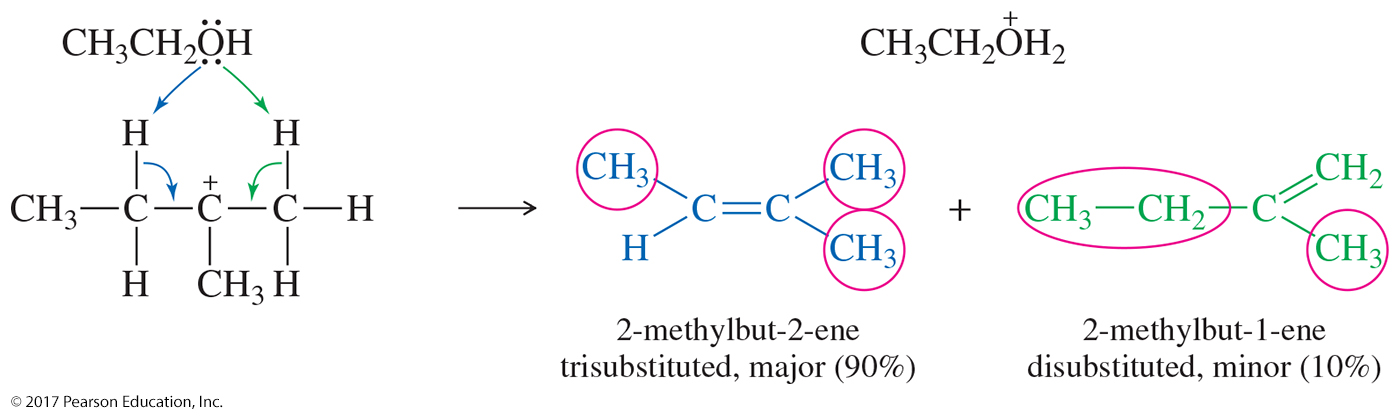 CH₃CH₂ÖH
CH₃CH₂ÖH₂
+
H H
+
CH₃—C—C—C—H
H CH₃ H
CH₃ CH₃
C=C
H CH₃
+
CH₃—CH₂—C
CH₂
CH₃
2-methylbut-2-ene
trisubstituted, major (90%)
2-methylbut-1-ene
disubstituted, minor (10%)
© 2017 Pearson Education, Inc.